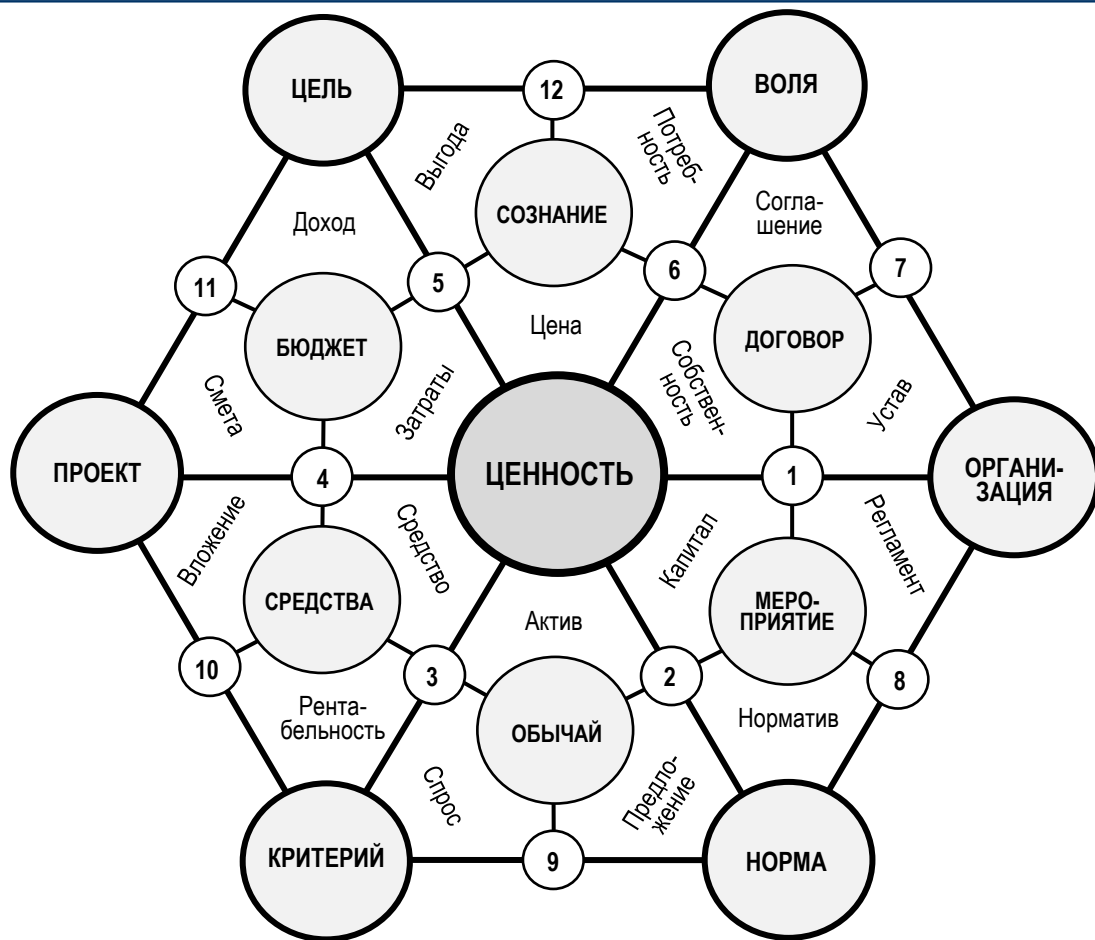 ЦЕЛЬ
12
ВОЛЯ
Выгода
Потреб-
ность
СОЗНАНИЕ
Согла-
шение
Доход
11
5
6
7
Цена
БЮДЖЕТ
ДОГОВОР
Смета
Затраты
Собствен-
ность
Устав
ПРОЕКТ
4
ЦЕННОСТЬ
1
ОРГАНИ-
ЗАЦИЯ
Вложение
Средство
Капитал
Регламент
СРЕДСТВА
Актив
МЕРО-
ПРИЯТИЕ
10
3
2
8
Рента-
бельность
ОБЫЧАЙ
Норматив
Спрос
Предло-
жение
КРИТЕРИЙ
9
НОРМА